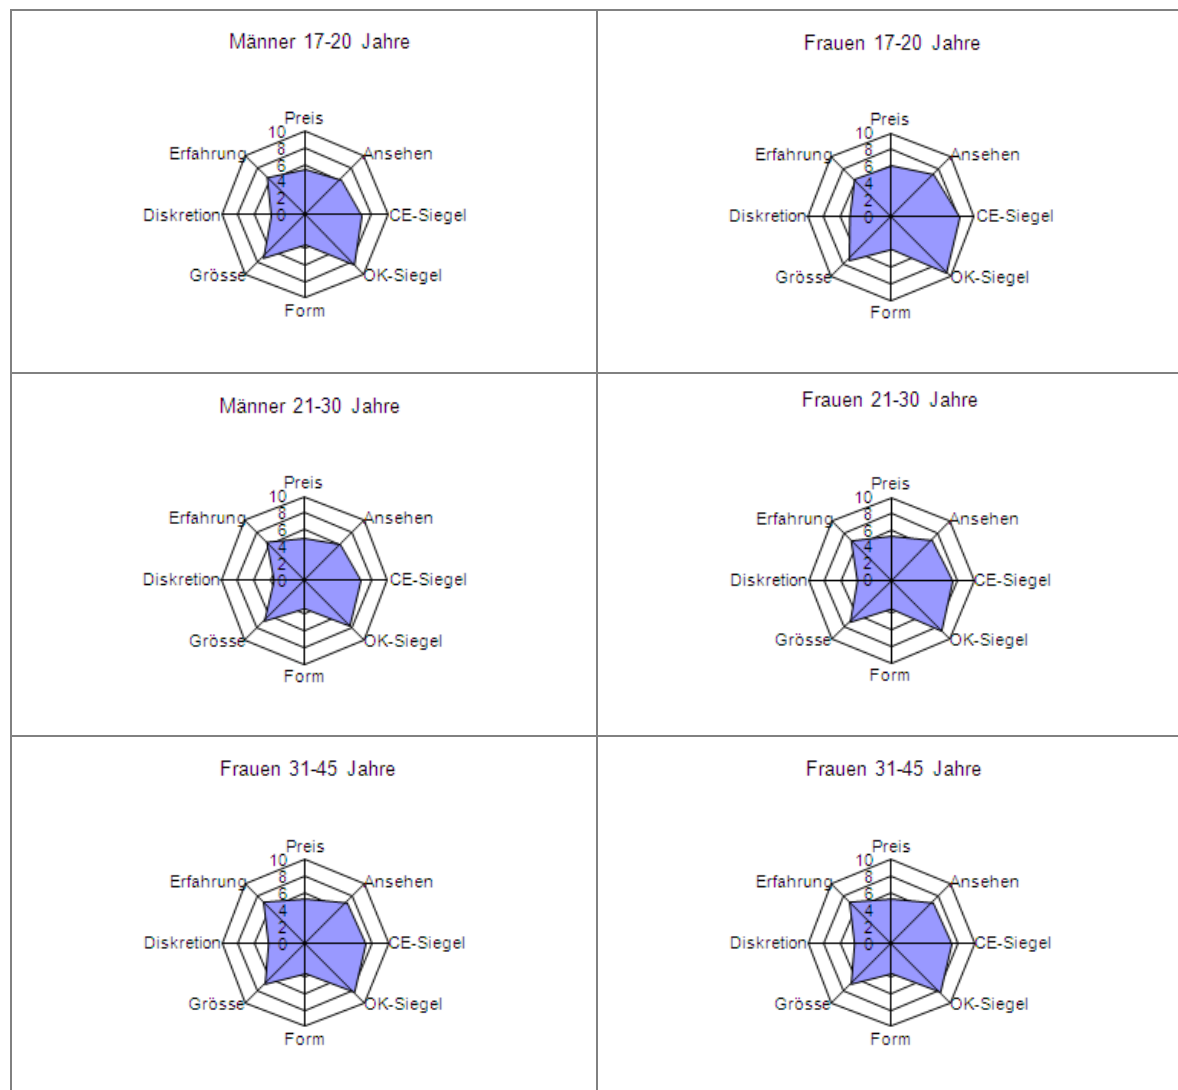 Männer 17-20 Jahre
Preis
10
8
6
4
2
0
Ansehen
CE-Siegel
OK-Siegel
Form
Grösse
Diskretion
Erfahrung
Frauen 17-20 Jahre
Preis
10
8
6
4
2
0
Ansehen
CE-Siegel
OK-Siegel
Form
Grösse
Diskretion
Erfahrung
Männer 21-30 Jahre
Preis
10
8
6
4
2
0
Ansehen
CE-Siegel
OK-Siegel
Form
Grösse
Diskretion
Erfahrung
Frauen 21-30 Jahre
Preis
10
8
6
4
2
0
Ansehen
CE-Siegel
OK-Siegel
Form
Grösse
Diskretion
Erfahrung
Frauen 31-45 Jahre
Preis
10
8
6
4
2
0
Ansehen
CE-Siegel
OK-Siegel
Form
Grösse
Diskretion
Erfahrung
Frauen 31-45 Jahre
Preis
10
8
6
4
2
0
Ansehen
CE-Siegel
OK-Siegel
Form
Grösse
Diskretion
Erfahrung